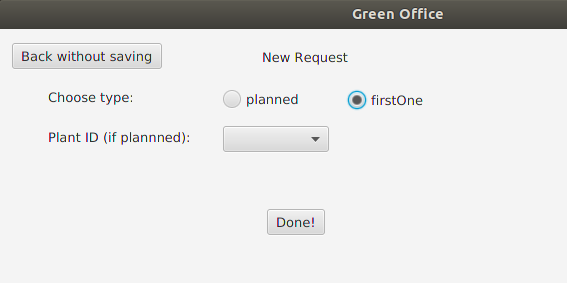 Green Office
Back without saving
New Request
Choose type:
planned
firstOne
Plant ID (if plannned):
Done!